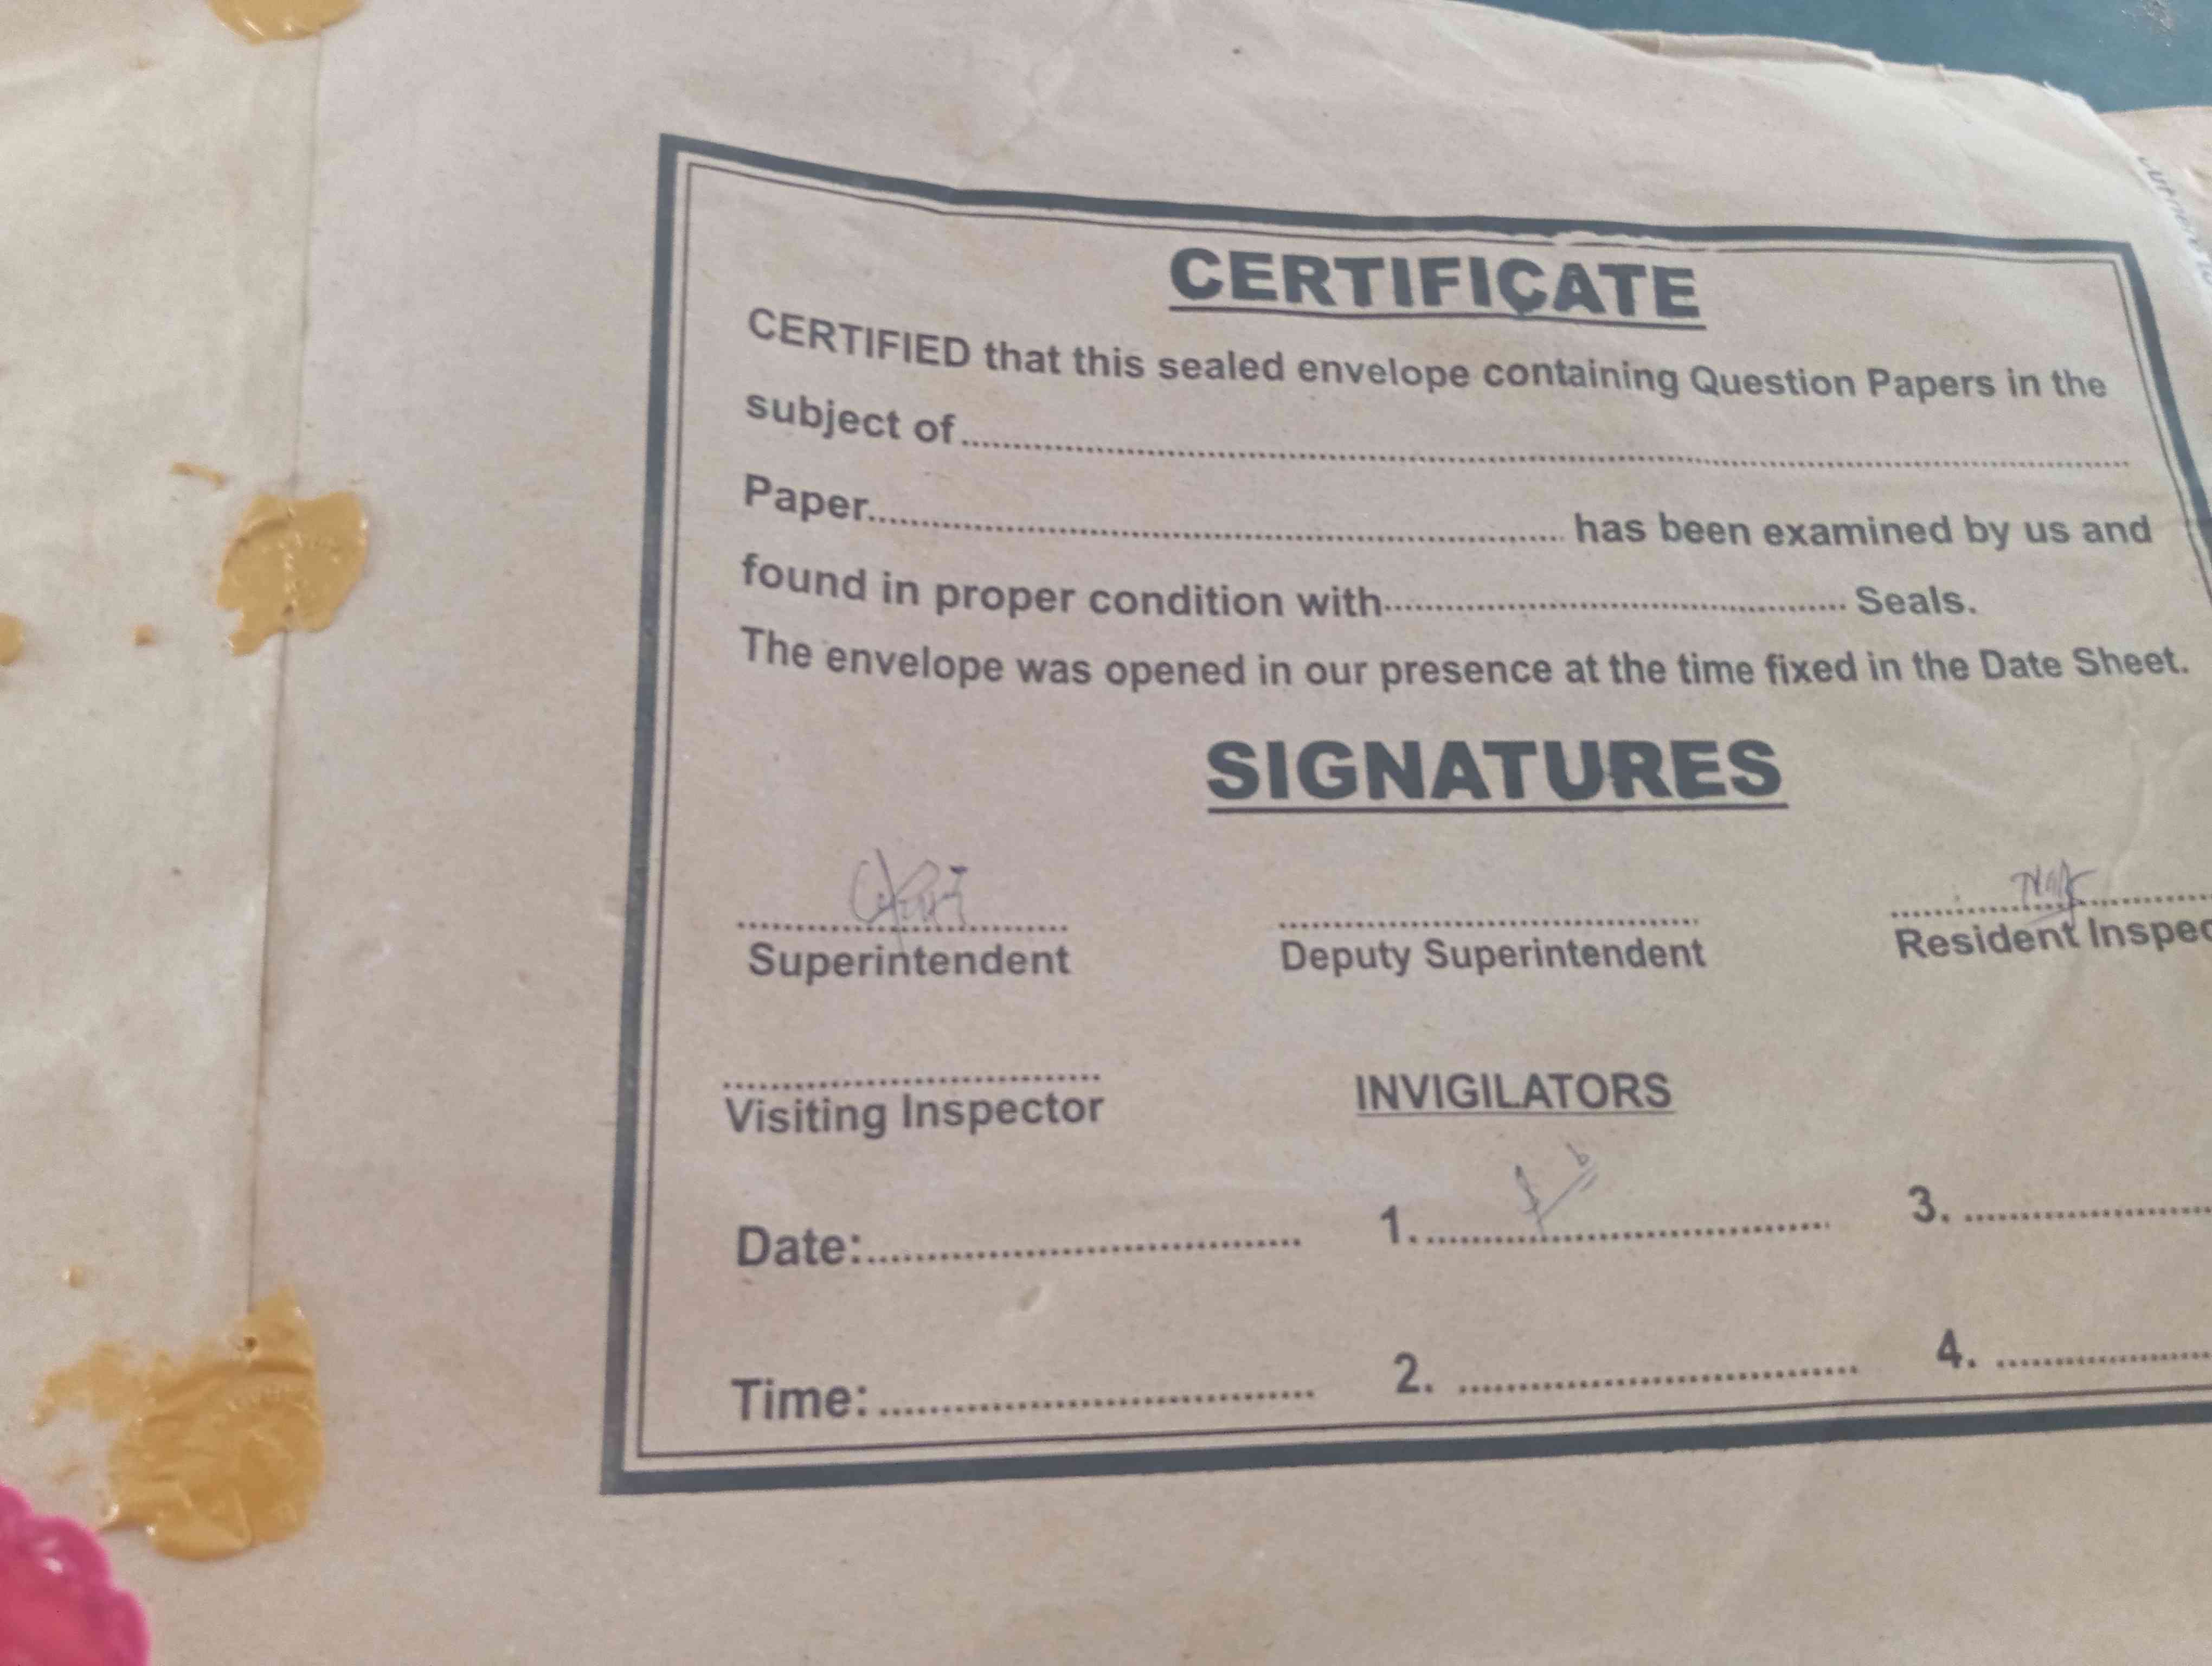 CERTIFICATE
CERTIFIED that this sealed envelope containing Question Papers in the
subject of
Paper has been examined by us and
found in proper condition with Seals.
The envelope was opened in our presence at the time fixed in the Date Sheet.
SIGNATURES
Superintendent Deputy Superintendent Resident Inspec
Visiting Inspector INVIGILATORS
Date: 1. 3.
Time: 2. 4.